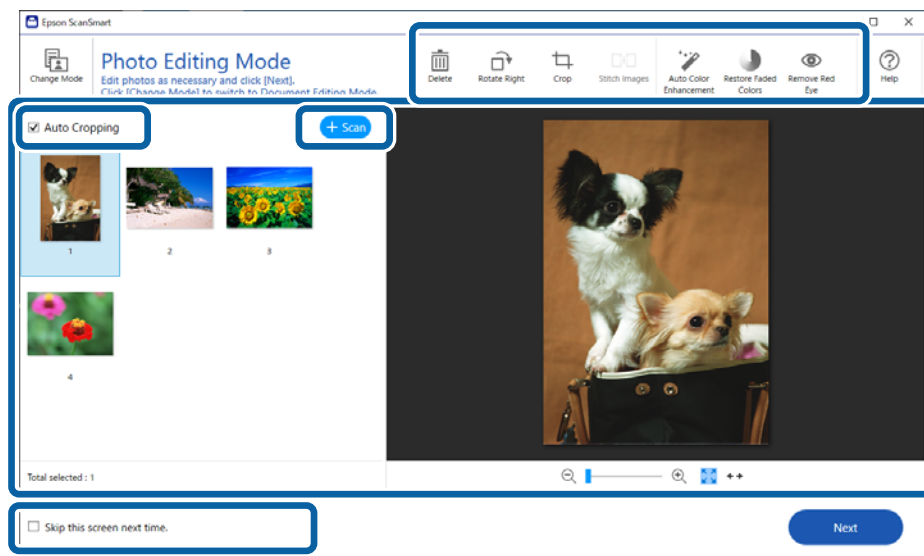 Epson ScanSmart
Change Mode
Photo Editing Mode
Edit photos as necessary and click [Next].
Click [Change Mode] to switch to Document Editing Mode.
Delete
Rotate Right
Crop
Stitch Images
Auto Color
Enhancement
Restore Faded
Colors
Remove Red
Eye
Help
Auto Cropping
+ Scan
1
2
3
4
Total selected : 1
Skip this screen next time.
Next